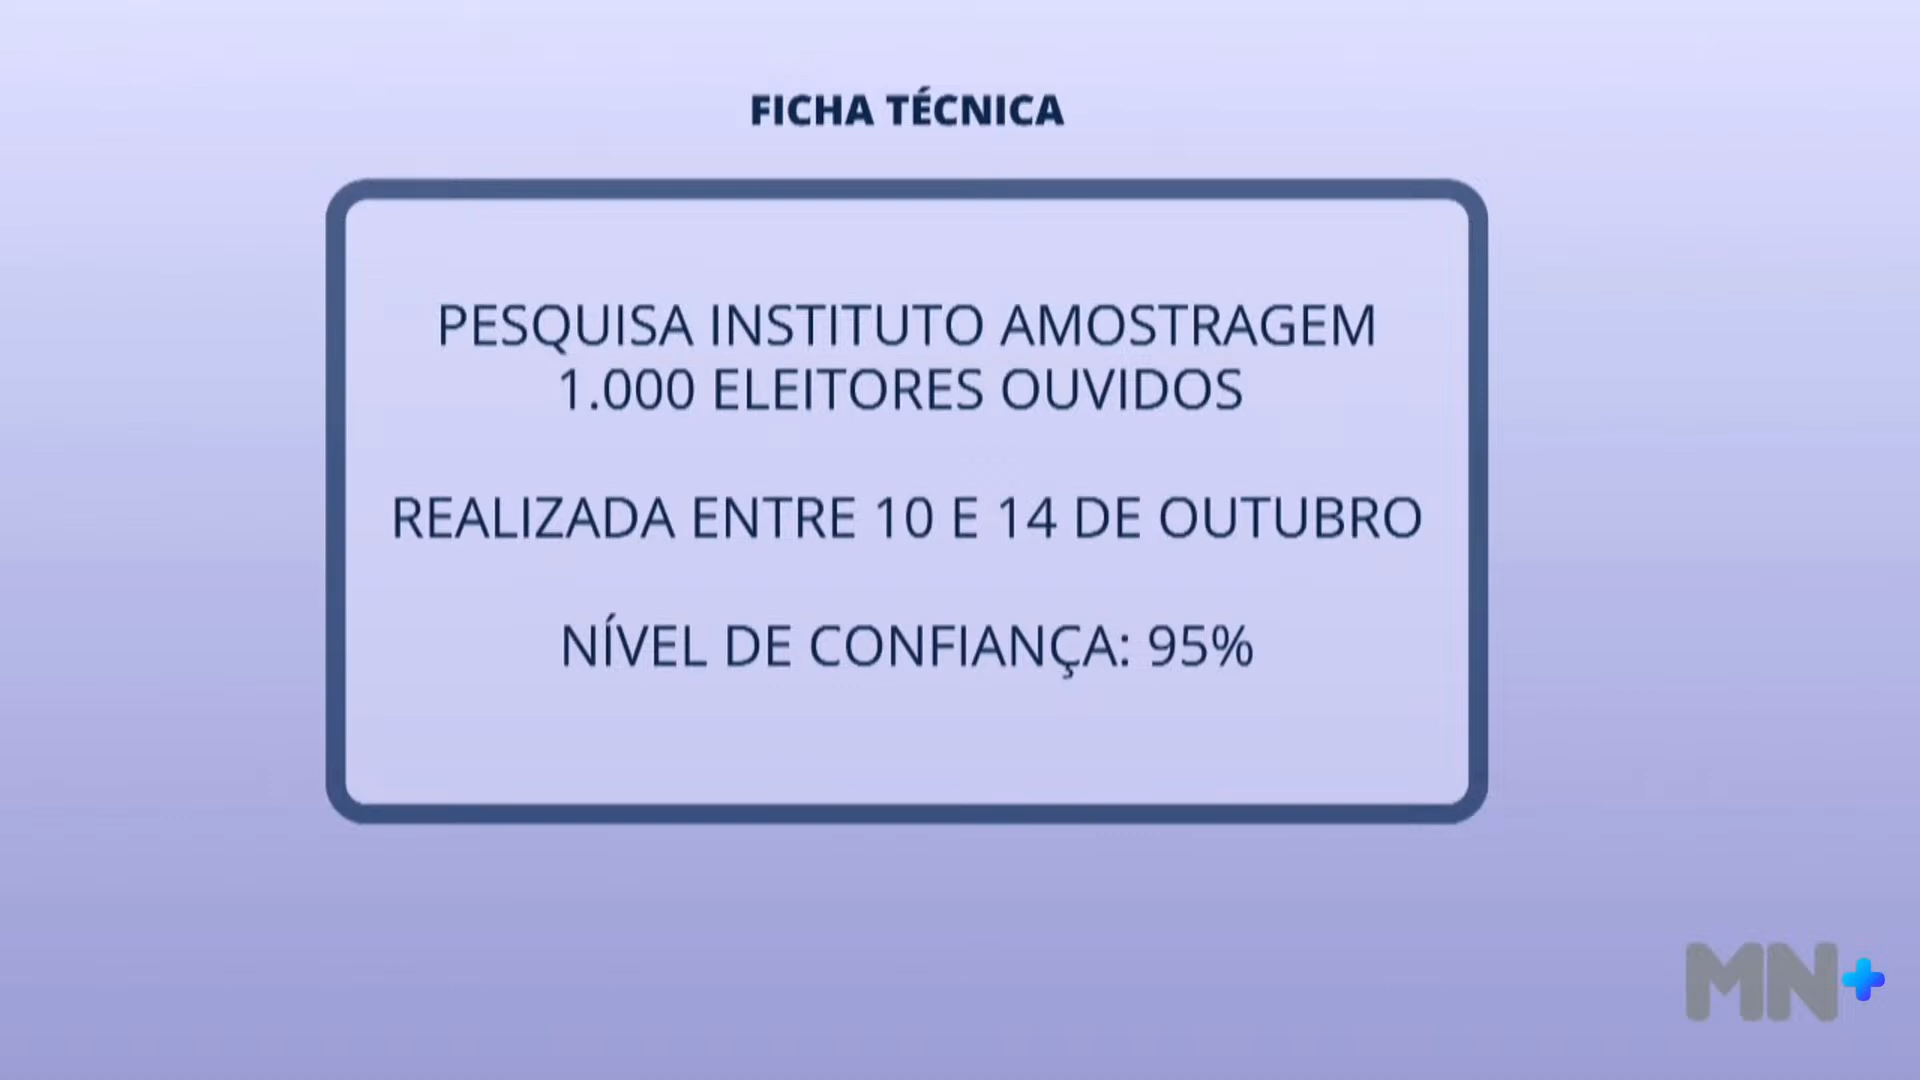 FICHA TÉCNICA
PESQUISA INSTITUTO AMOSTRAGEM
1.000 ELEITORES OUVIDOS
REALIZADA ENTRE 10 E 14 DE OUTUBRO
NÍVEL DE CONFIANÇA: 95%
MN+